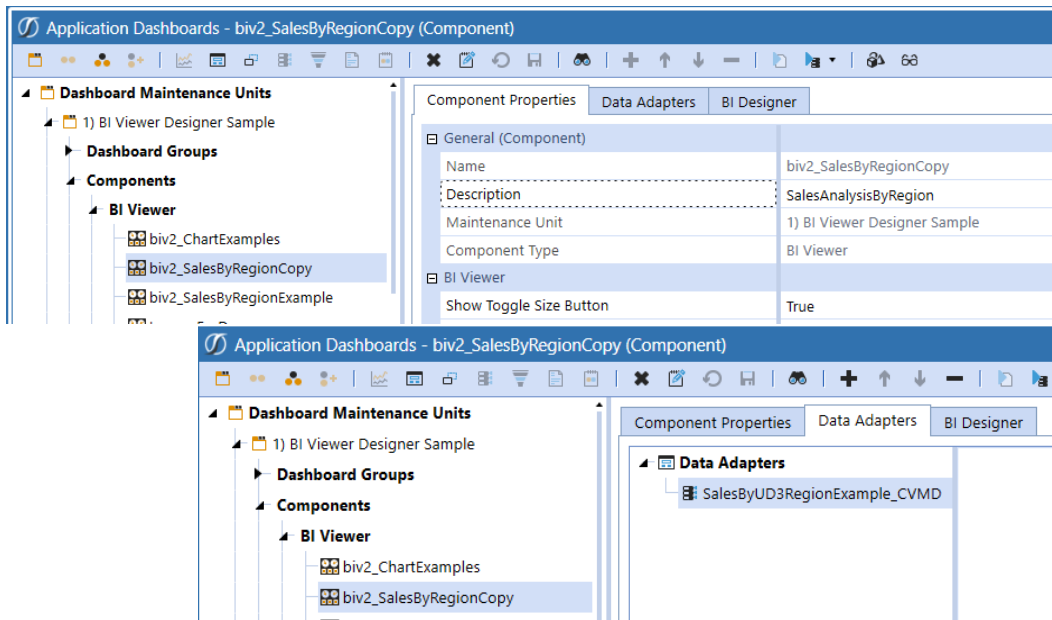 Application Dashboards - biv2_SalesByRegionCopy (Component)
Dashboard Maintenance Units
1) BI Viewer Designer Sample
Dashboard Groups
Components
BI Viewer
biv2_ChartExamples
biv2_SalesByRegionCopy
biv2_SalesByRegionExample
Component Properties Data Adapters BI Designer
General (Component)
Name biv2_SalesByRegionCopy
Description SalesAnalysisByRegion
Maintenance Unit 1) BI Viewer Designer Sample
Component Type BI Viewer
BI Viewer
Show Toggle Size Button True
Application Dashboards - biv2_SalesByRegionCopy (Component)
Dashboard Maintenance Units
1) BI Viewer Designer Sample
Dashboard Groups
Components
BI Viewer
biv2_ChartExamples
biv2_SalesByRegionCopy
Component Properties Data Adapters BI Designer
Data Adapters
SalesByUD3RegionExample_CVMD